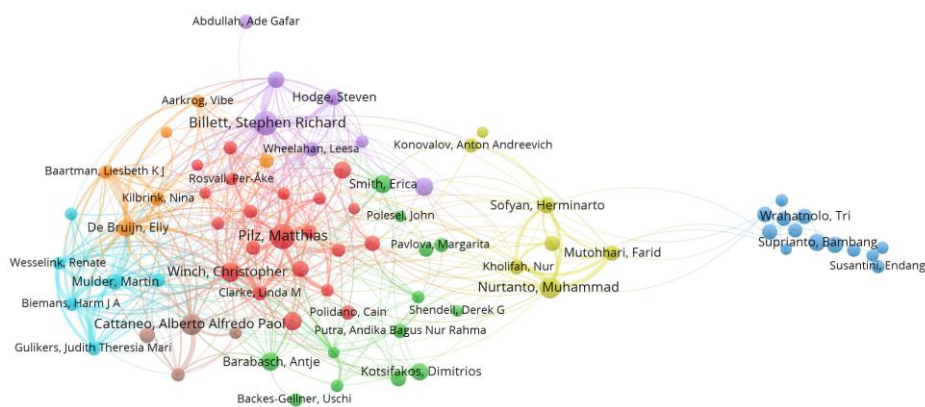 Abdullah, Ade Gafar
Aarkrog, Vibe
Hodge, Steven
Billett, Stephen Richard
Wheelahan, Leesa
Konovalov, Anton Andreevich
Baartman, Liesbeth K J
Rosvall, Per-Åke
Smith, Erica
Kilbrink, Nina
Sofyan, Herminarto
Wrahatnolo, Tri
De Bruijn, Elly
Pilz, Matthias
Polesel, John
Pavlova, Margarita
Mutohhari, Farid
Suprianto, Bambang
Wesselink, Renate
Winch, Christopher
Kholifah, Nur
Susantini, Endang
Mulder, Martin
Nurtanto, Muhammad
Clarke, Linda M
Biemans, Harm J A
Polidano, Cain
Shendell, Derek G
Cattaneo, Alberto Alfredo Paol
Putra, Andika Bagus Nur Rahma
Gulikers, Judith Theresia Mari
Barabasch, Antje
Kotsifakos, Dimitrios
Backes-Gellner, Uschi